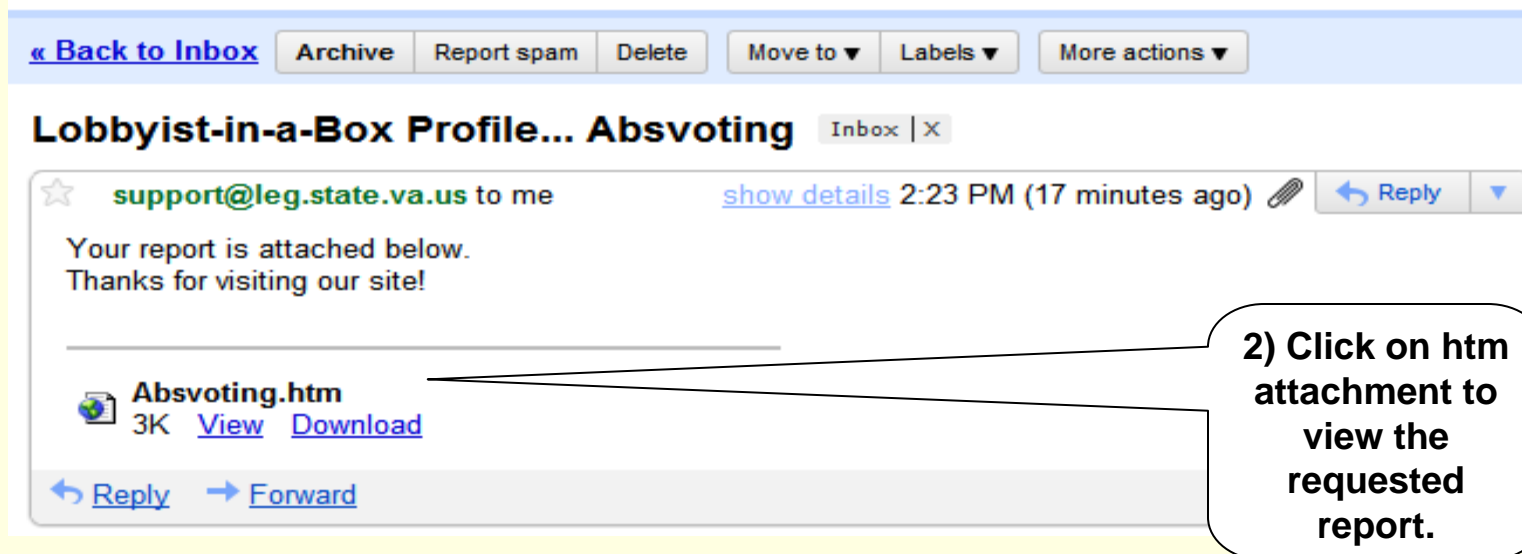 « Back to Inbox Archive Report spam Delete Move to ▼ Labels ▼ More actions ▼
Lobbyist-in-a-Box Profile... Absvoting Inbox | X
support@leg.state.va.us to me show details 2:23 PM (17 minutes ago) Reply ▼
Your report is attached below.
Thanks for visiting our site!
Absvoting.htm
3K View Download
Reply Forward
2) Click on htm
attachment to
view the
requested
report.